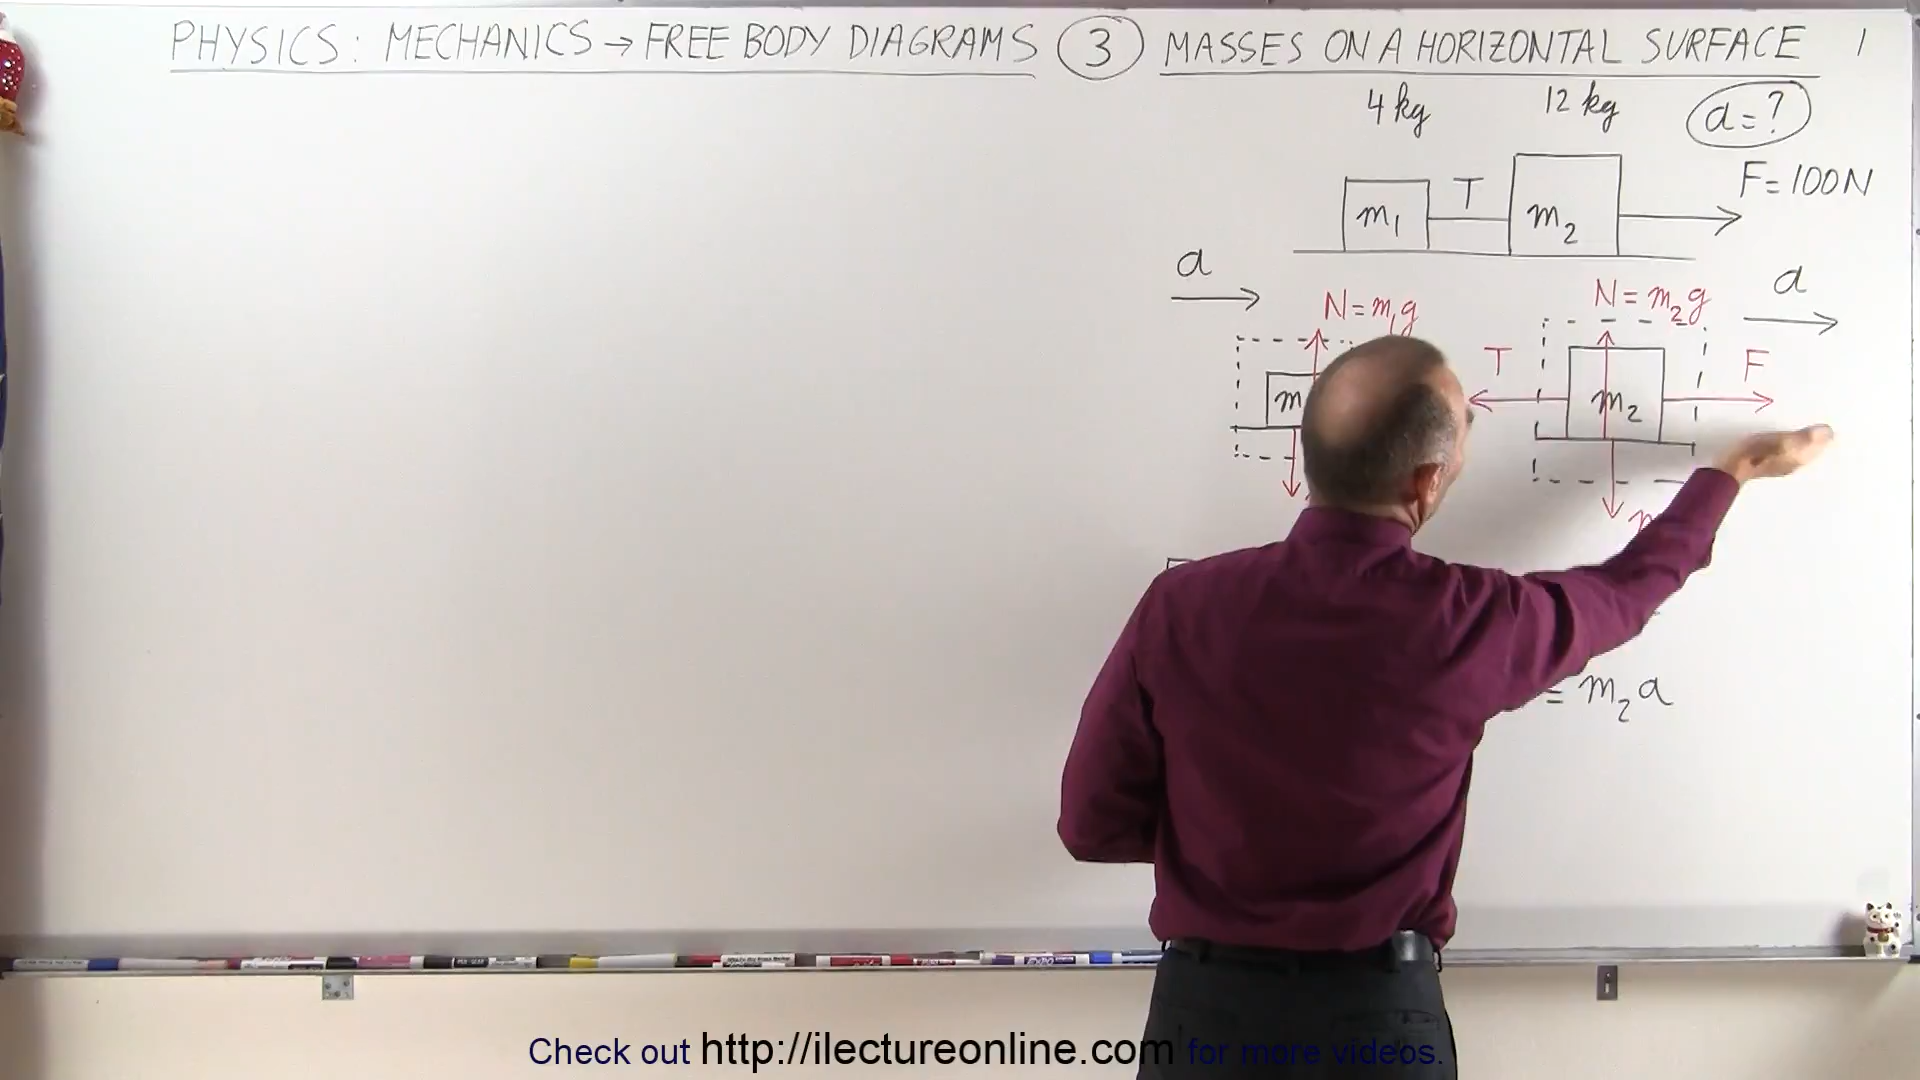 PHYSICS: MECHANICS → FREE BODY DIAGRAMS 3 MASSES ON A HORIZONTAL SURFACE 1
4 kg 12 kg a = ?
F = 100N
m₁ T m₂
a a
N = m₁g N = m₂g
T F
m m₂
= m₂a
Check out http://ilectureonline.com for more videos.